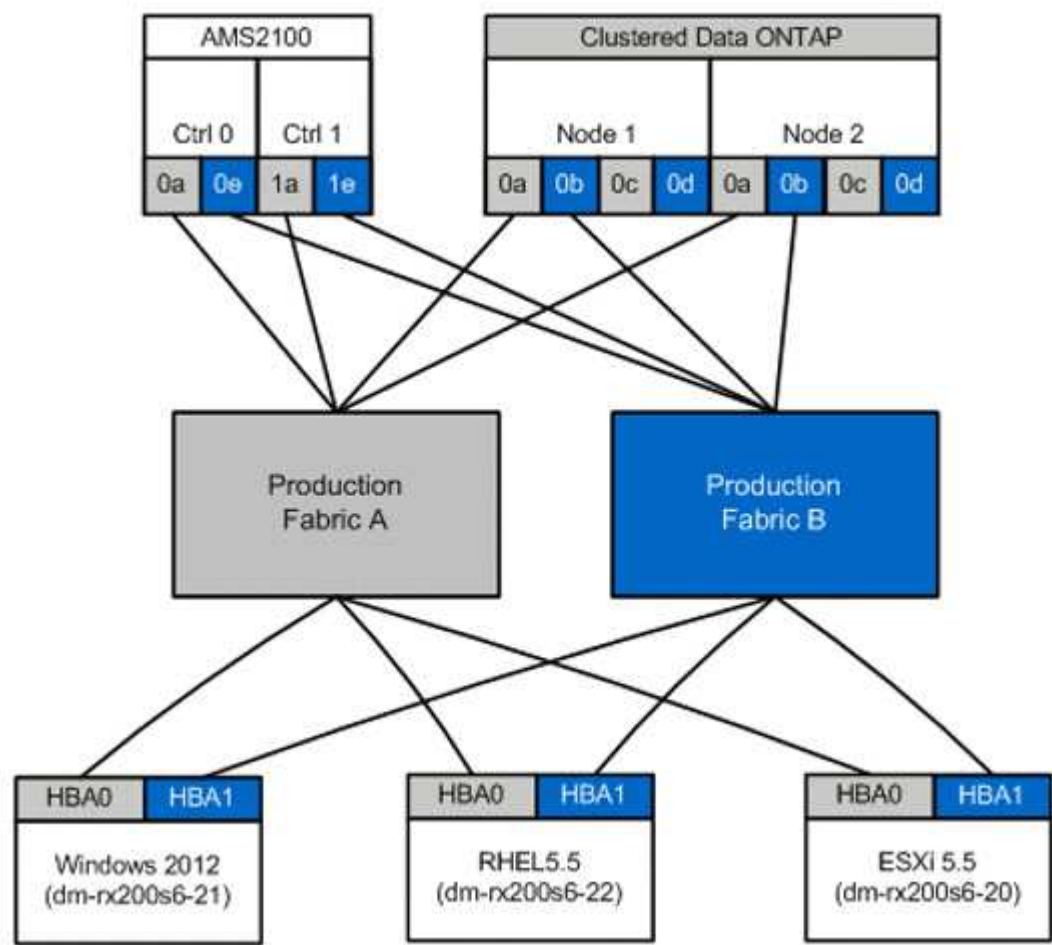 AMS2100
Clustered Data ONTAP
Ctrl 0
Ctrl 1
Node 1
Node 2
0a
0e
1a
1e
0a
0b
0c
0d
0a
0b
0c
0d
Production
Fabric A
Production
Fabric B
HBA0
HBA1
Windows 2012
(dm-rx200s6-21)
HBA0
HBA1
RHEL5.5
(dm-rx200s6-22)
HBA0
HBA1
ESXi 5.5
(dm-rx200s6-20)